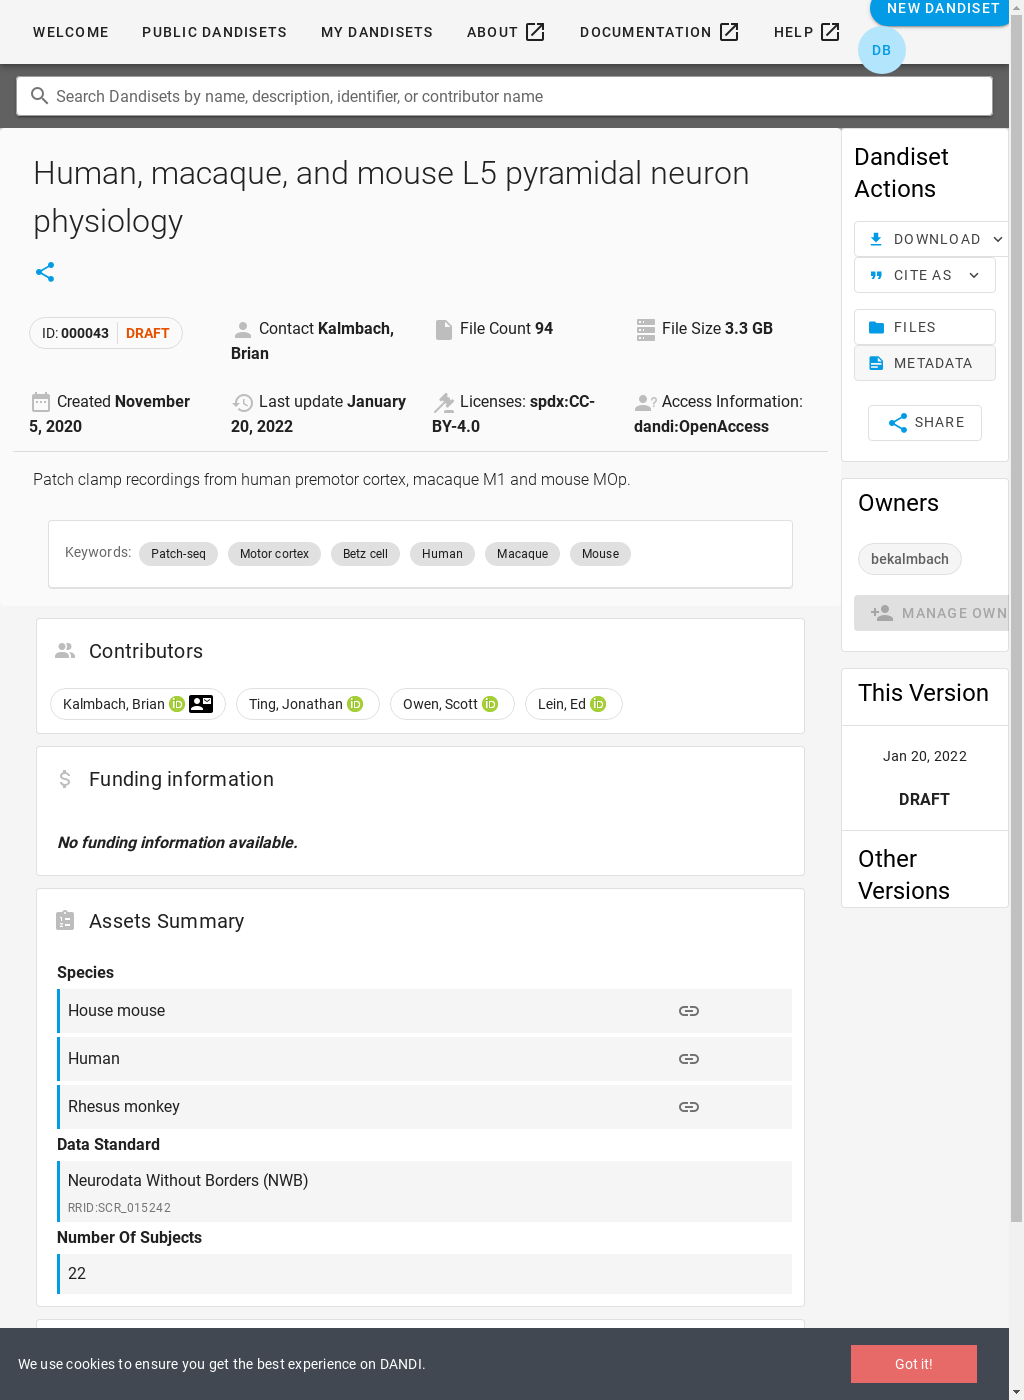 WELCOME PUBLIC DANDISETS MY DANDISETS ABOUT DOCUMENTATION HELP NEW DANDISET
DB
Search Dandisets by name, description, identifier, or contributor name
Human, macaque, and mouse L5 pyramidal neuron
physiology
ID: 000043 DRAFT
Contact Kalmbach,
Brian
File Count 94
File Size 3.3 GB
Created November
5, 2020
Last update January
20, 2022
Licenses: spdx:CC-
BY-4.0
Access Information:
dandi:OpenAccess
Patch clamp recordings from human premotor cortex, macaque M1 and mouse MOp.
Keywords: Patch-seq Motor cortex Betz cell Human Macaque Mouse
Contributors
Kalmbach, Brian iD Ting, Jonathan iD Owen, Scott iD Lein, Ed iD
Funding information
No funding information available.
Assets Summary
Species
House mouse
Human
Rhesus monkey
Data Standard
Neurodata Without Borders (NWB)
RRID:SCR_015242
Number Of Subjects
22
Dandiset
Actions
DOWNLOAD
CITE AS
FILES
METADATA
SHARE
Owners
bekalmbach
MANAGE OWN
This Version
Jan 20, 2022
DRAFT
Other
Versions
We use cookies to ensure you get the best experience on DANDI.
Got it!